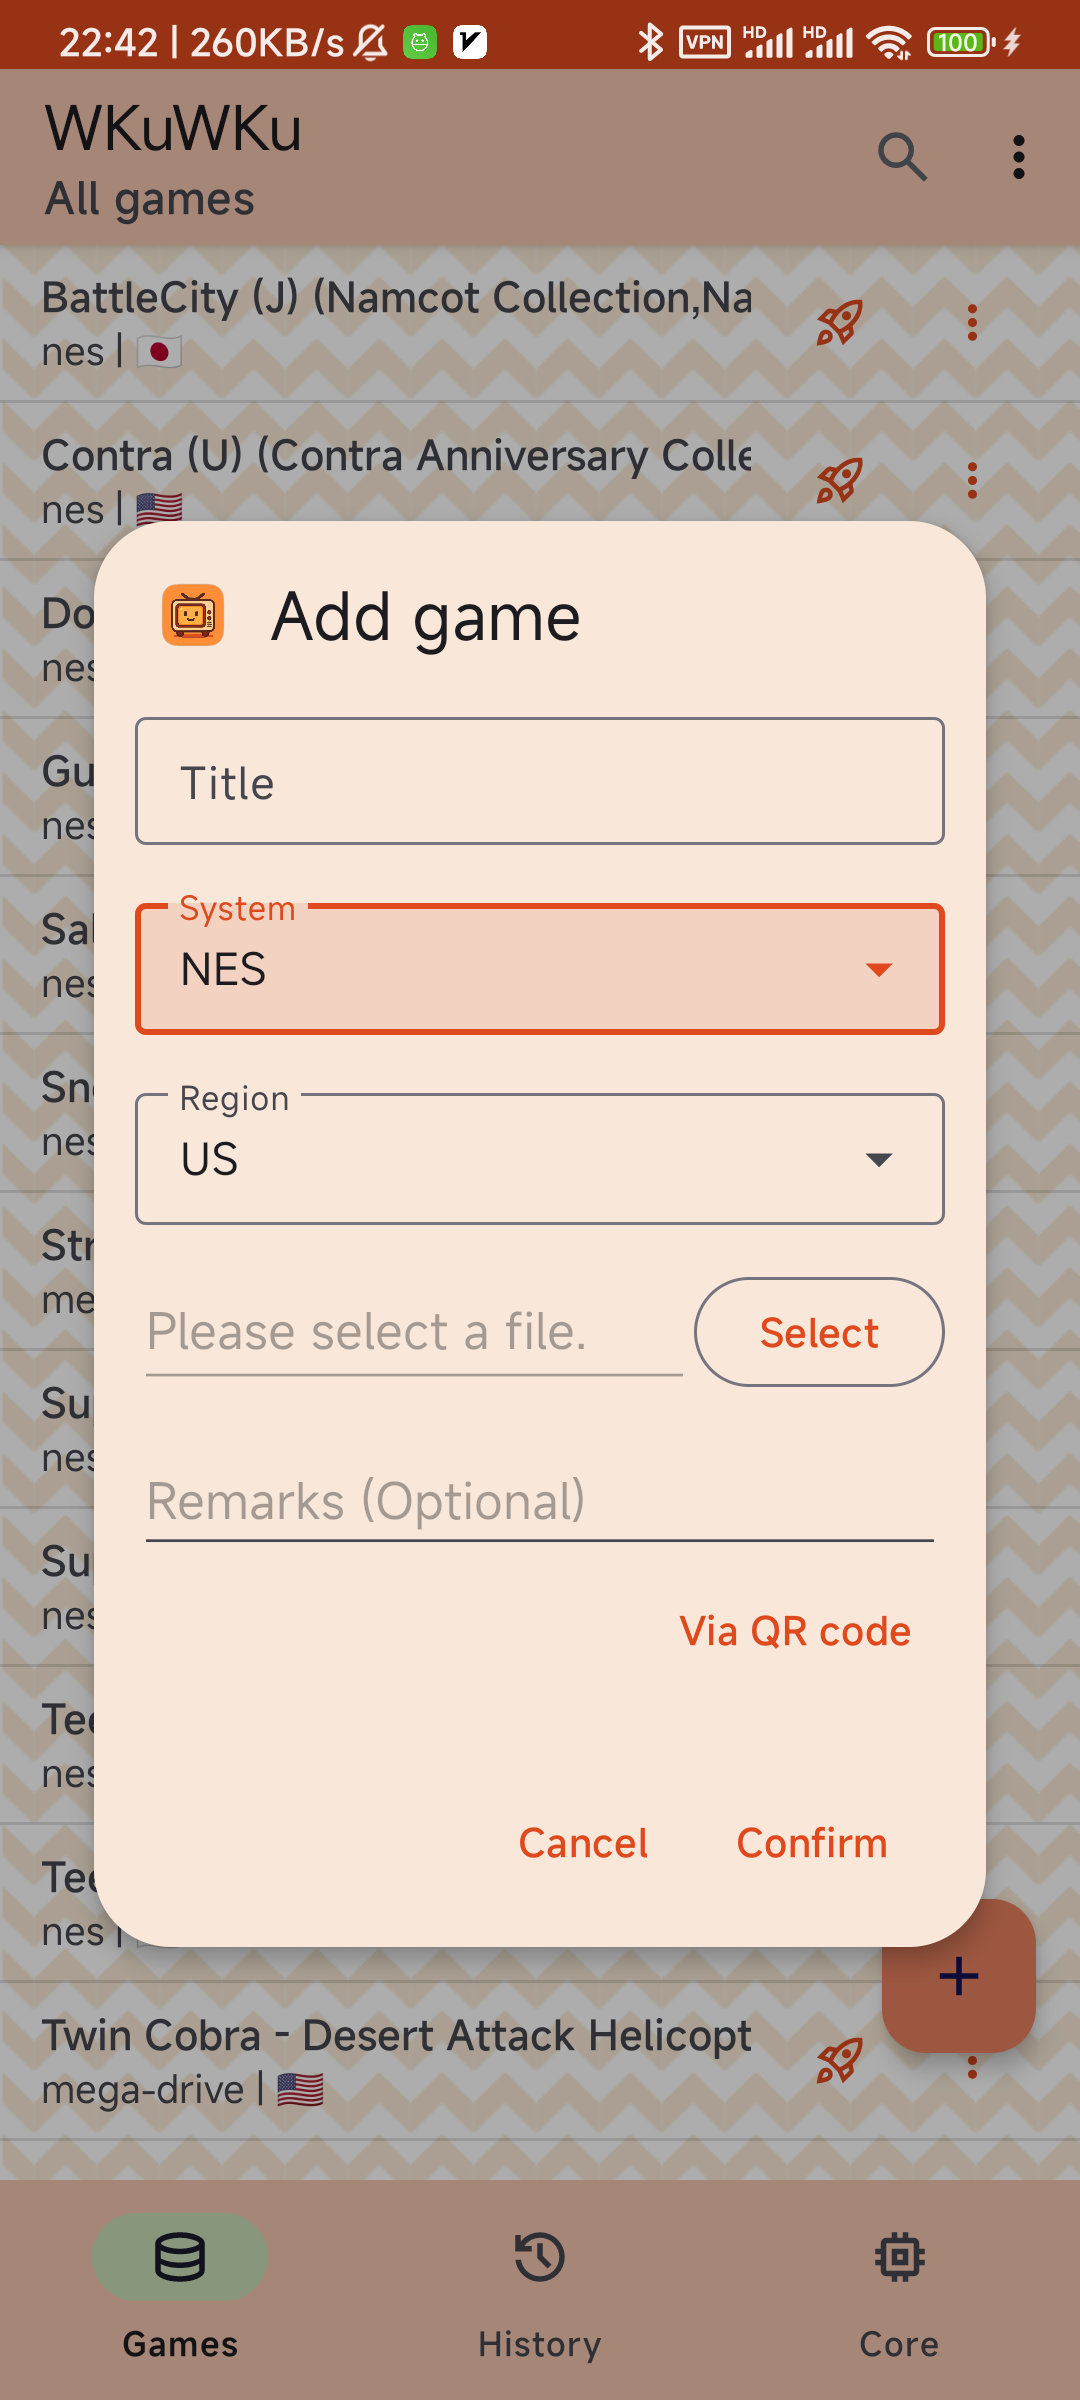 22:42 | 260KB/s
VPN HD HD 100
WKuWKu
All games
BattleCity (J) (Namcot Collection,Na
nes |
Contra (U) (Contra Anniversary Colle
nes |
Add game
Do
nes
Title
Gu
nes
System
Sal
NES
nes
Region
Sn
US
nes
Str
me
Please select a file.
Select
Su
nes
Remarks (Optional)
Su
nes
Via QR code
Tee
nes
Cancel
Confirm
Tee
nes |
Twin Cobra - Desert Attack Helicopt
mega-drive |
Games
History
Core